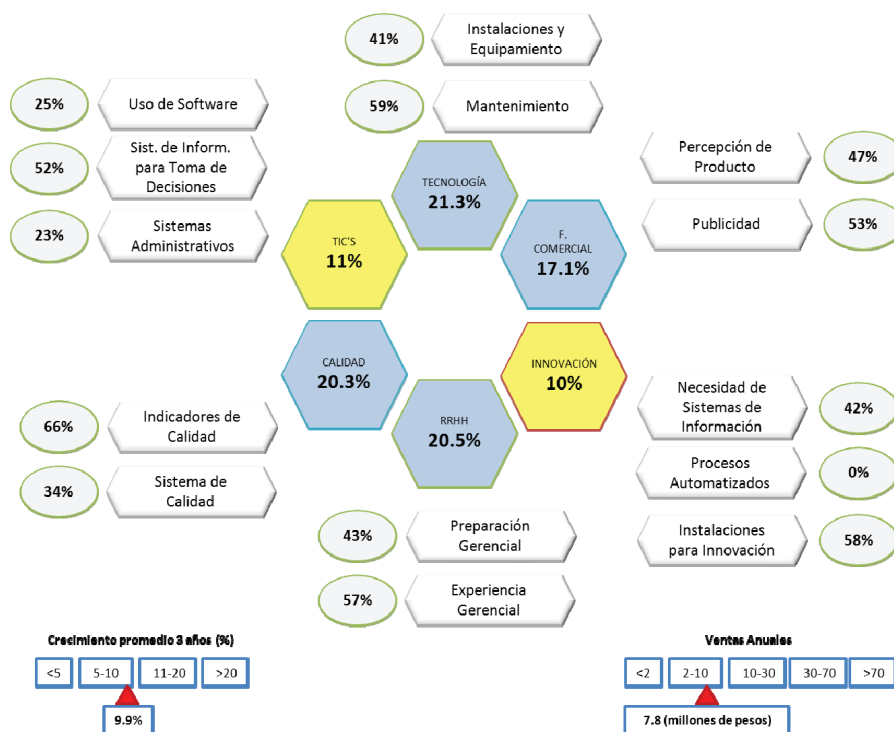 41%
Instalaciones y
Equipamiento
59%
Mantenimiento
25%
Uso de Software
52%
Sist. de Inform.
para Toma de
Decisiones
23%
Sistemas
Administrativos
TECNOLOGÍA
21.3%
TIC'S
11%
F.
COMERCIAL
17.1%
Percepción de
Producto
47%
Publicidad
53%
CALIDAD
20.3%
INNOVACIÓN
10%
RRHH
20.5%
66%
Indicadores de
Calidad
34%
Sistema de
Calidad
Necesidad de
Sistemas de
Información
42%
Procesos
Automatizados
0%
Instalaciones
para Innovación
58%
43%
Preparación
Gerencial
57%
Experiencia
Gerencial
Crecimiento promedio 3 años (%)
<5 5-10 11-20 >20
9.9%
Ventas Anuales
<2 2-10 10-30 30-70 >70
7.8 (millones de pesos)